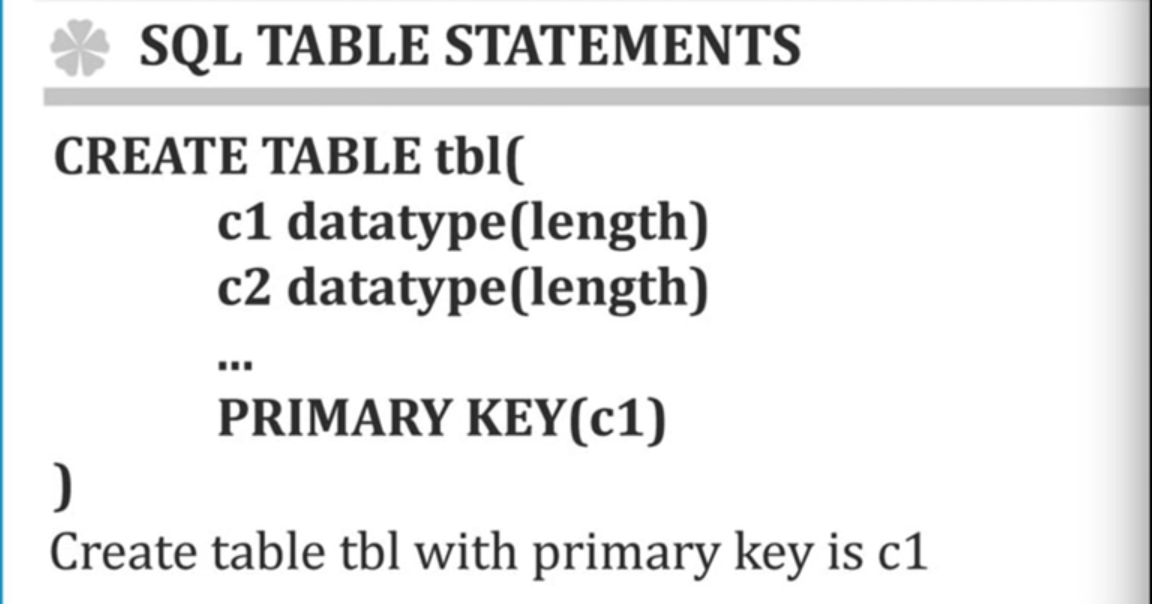 SQL TABLE STATEMENTS
CREATE TABLE tbl(
c1 datatype(length)
c2 datatype(length)
...
PRIMARY KEY(c1)
)
Create table tbl with primary key is c1